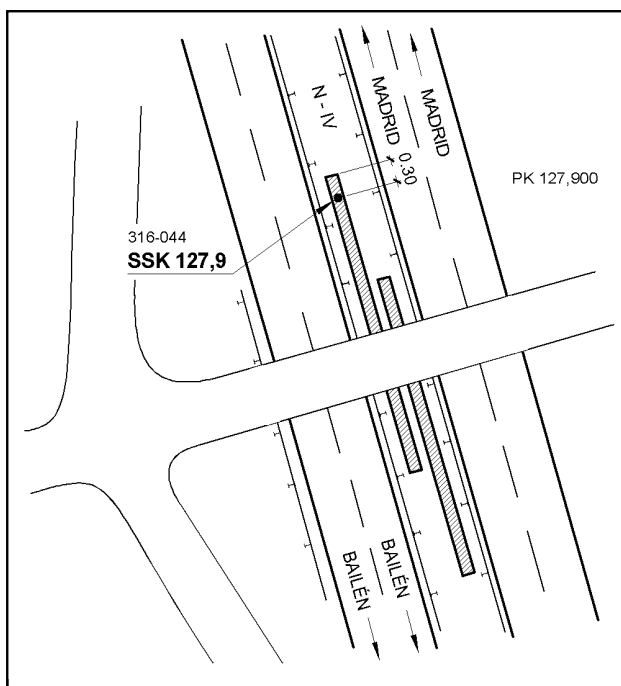 N - IV
MADRID
MADRID
0,30
PK 127,900
316-044
SSK 127,9
BAILÉN
BAILÉN